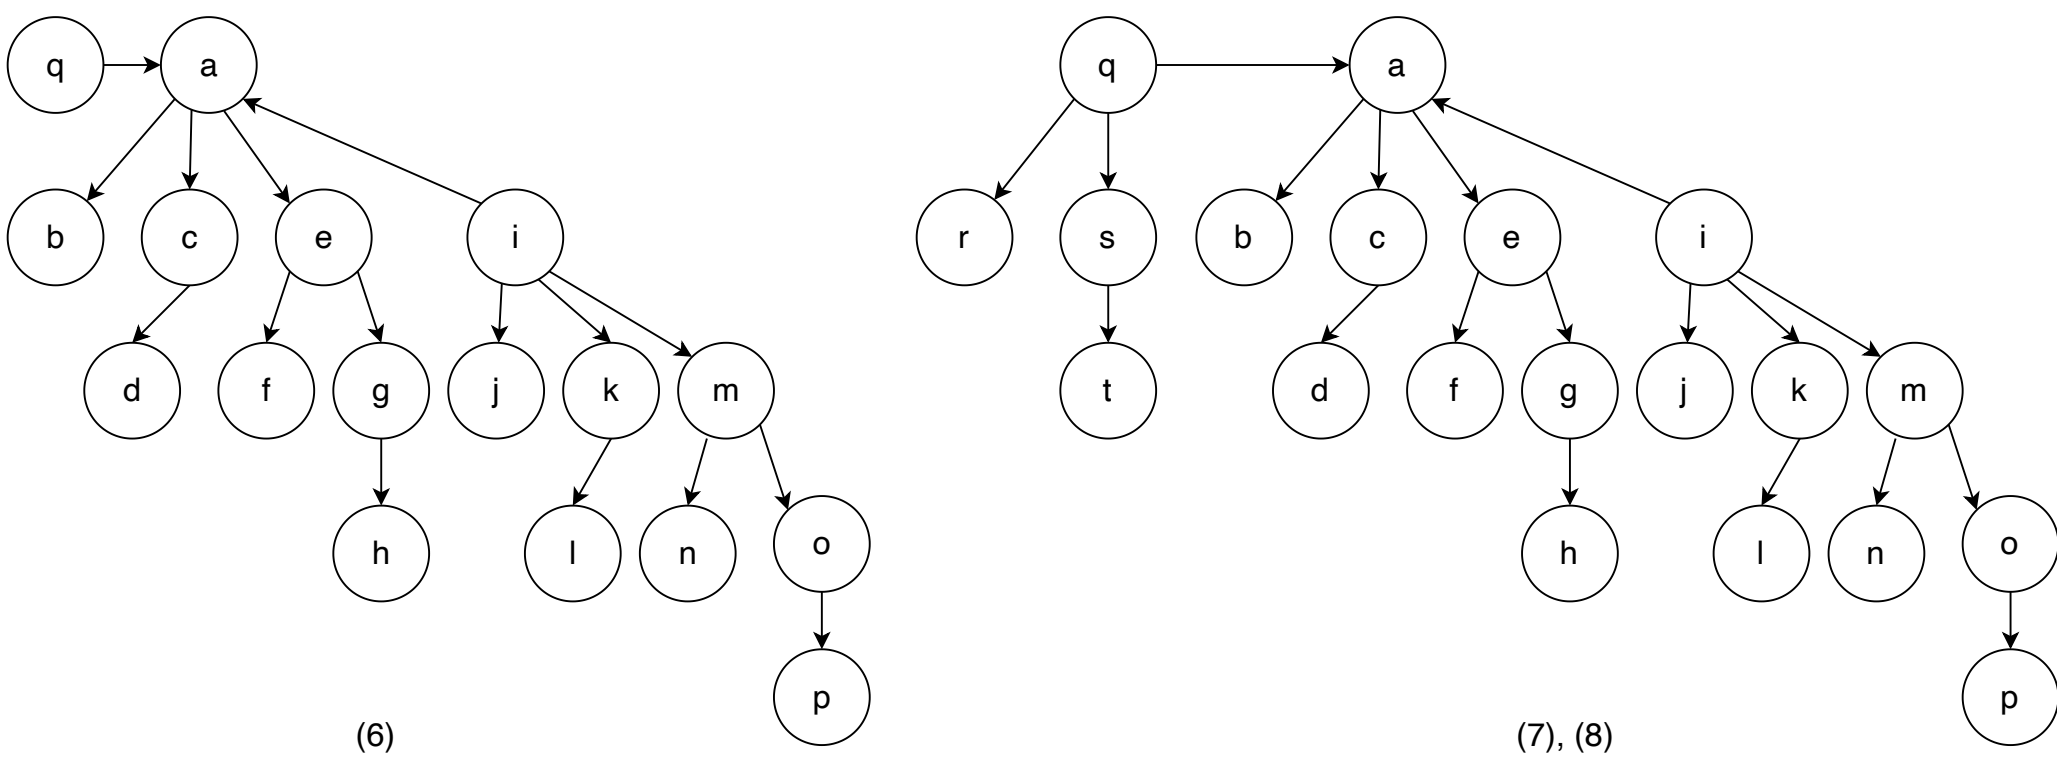 q a q a
b c e i r s b c e i
d f g j k m t d f g j k m
h l n o h l n o
p p
(6) (7), (8)